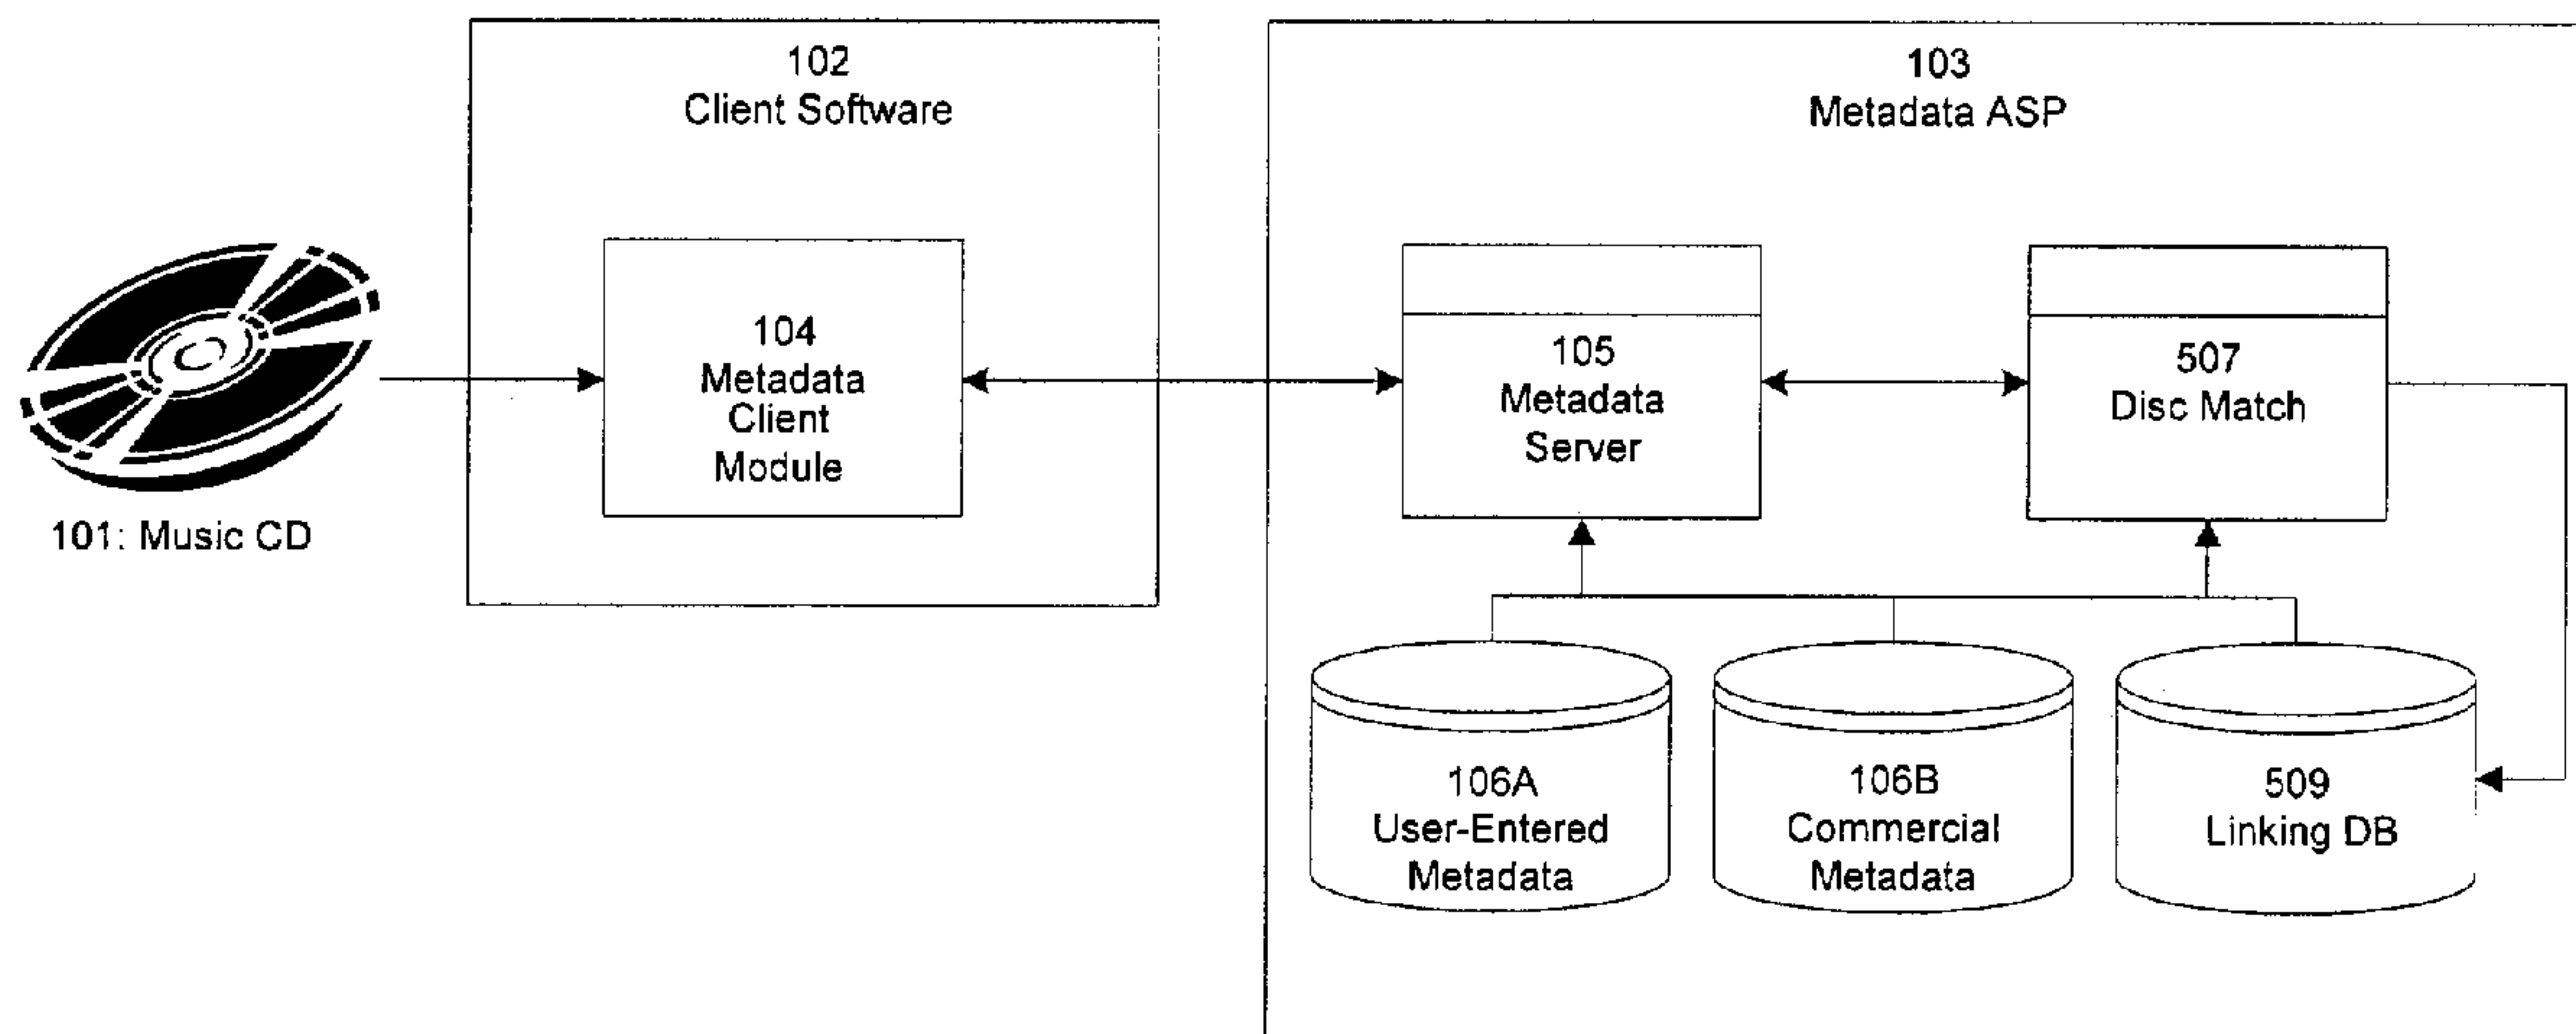 102
Client Software
103
Metadata ASP
104
Metadata
Client
Module
105
Metadata
Server
507
Disc Match
101: Music CD
106A
User-Entered
Metadata
106B
Commercial
Metadata
509
Linking DB